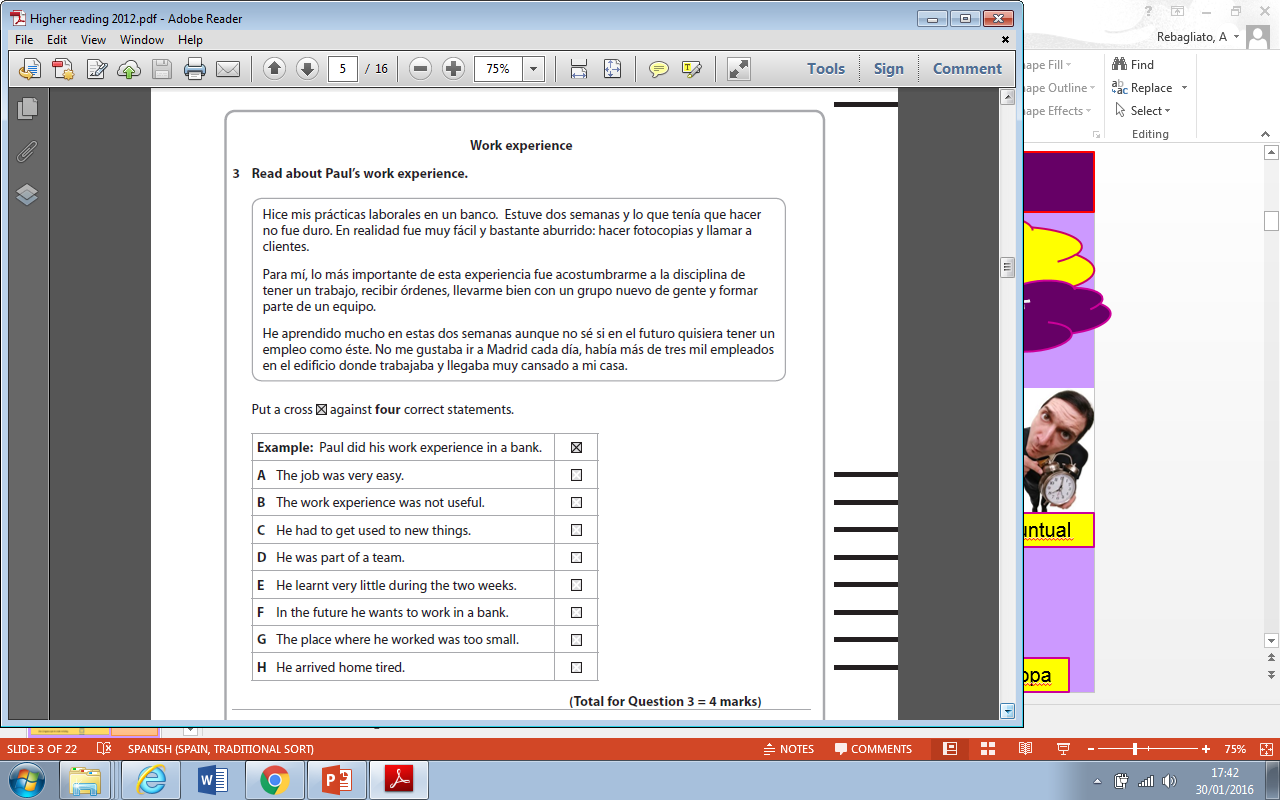 Higher reading 2012.pdf - Adobe Reader
File Edit View Window Help
5 / 16 75% Tools Sign Comment
Work experience
3 Read about Paul's work experience.
Hice mis prácticas laborales en un banco. Estuve dos semanas y lo que tenía que hacer
no fue duro. En realidad fue muy fácil y bastante aburrido: hacer fotocopias y llamar a
clientes.
Para mí, lo más importante de esta experiencia fue acostumbrarme a la disciplina de
tener un trabajo, recibir órdenes, llevarme bien con un grupo nuevo de gente y formar
parte de un equipo.
He aprendido mucho en estas dos semanas aunque no sé si en el futuro quisiera tener un
empleo como éste. No me gustaba ir a Madrid cada día, había más de tres mil empleados
en el edificio donde trabajaba y llegaba muy cansado a mi casa.
Put a cross against four correct statements.
Example: Paul did his work experience in a bank.
A The job was very easy.
B The work experience was not useful.
C He had to get used to new things.
D He was part of a team.
E He learnt very little during the two weeks.
F In the future he wants to work in a bank.
G The place where he worked was too small.
H He arrived home tired.
(Total for Question 3 = 4 marks)
Rebagliato, A
ape Fill Find
ape Outline Replace
ape Effects Select
Editing
untual
opa
SLIDE 3 OF 22 SPANISH (SPAIN, TRADITIONAL SORT) NOTES COMMENTS 75%
17:42
30/01/2016